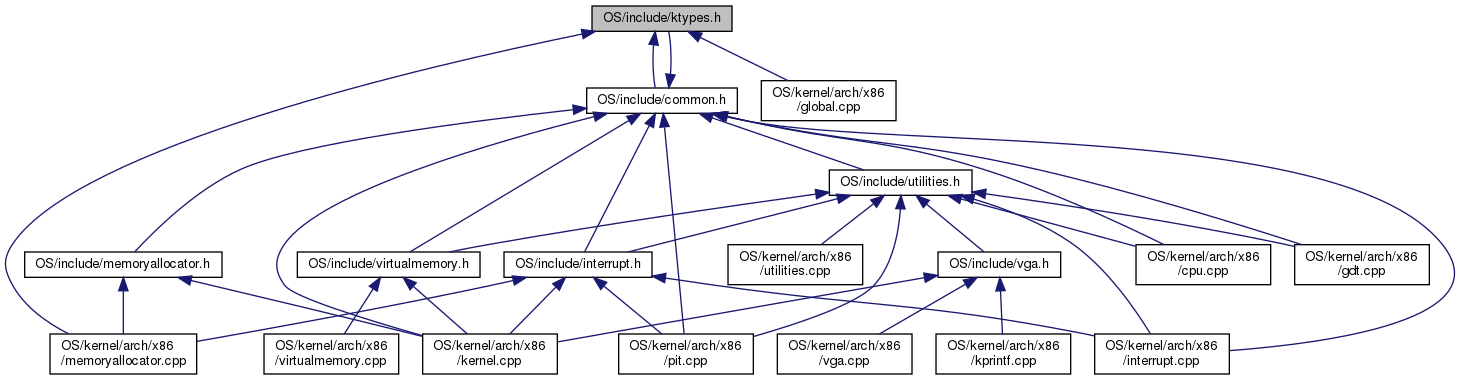 OS/include/ktypes.h
OS/include/common.h
OS/kernel/arch/x86
/global.cpp
OS/include/utilities.h
OS/include/memoryallocator.h
OS/include/virtualmemory.h
OS/include/interrupt.h
OS/kernel/arch/x86
/utilities.cpp
OS/include/vga.h
OS/kernel/arch/x86
/cpu.cpp
OS/kernel/arch/x86
/gdt.cpp
OS/kernel/arch/x86
/memoryallocator.cpp
OS/kernel/arch/x86
/virtualmemory.cpp
OS/kernel/arch/x86
/kernel.cpp
OS/kernel/arch/x86
/pit.cpp
OS/kernel/arch/x86
/vga.cpp
OS/kernel/arch/x86
/kprintf.cpp
OS/kernel/arch/x86
/interrupt.cpp